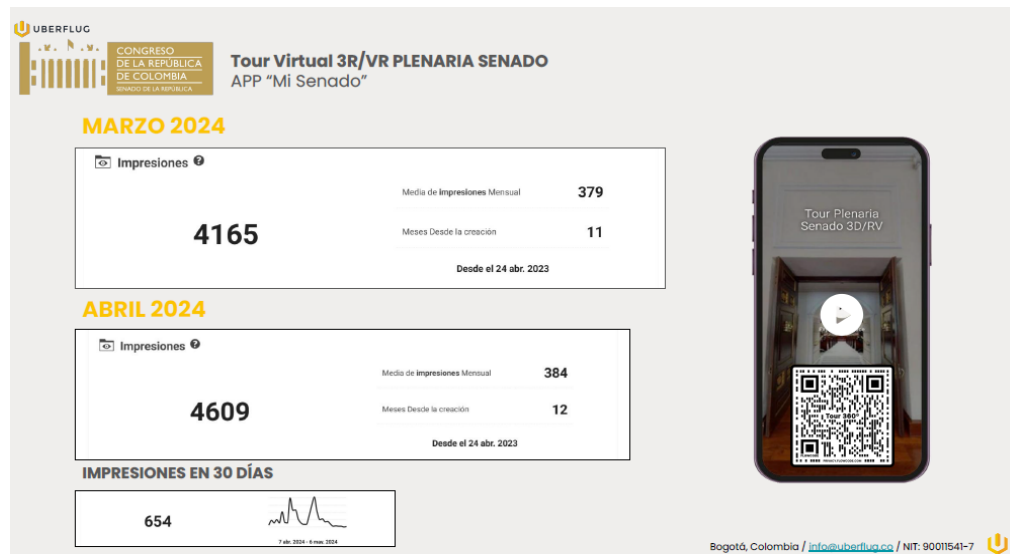 UBERFLUG
CONGRESO
DE LA REPÚBLICA
DE COLOMBIA
SENADO DE LA REPÚBLICA
Tour Virtual 3R/VR PLENARIA SENADO
APP “Mi Senado”
MARZO 2024
Impresiones ?
4165
Media de impresiones Mensual 379
Meses Desde la creación 11
Desde el 24 abr. 2023
ABRIL 2024
Impresiones ?
4609
Media de impresiones Mensual 384
Meses Desde la creación 12
Desde el 24 abr. 2023
IMPRESIONES EN 30 DÍAS
654
7 abr. 2024 - 6 may. 2024
Tour Plenaria
Senado 3D/RV
Tour 360°
Bogotá, Colombia / info@uberflug.co / NIT: 90011541-7